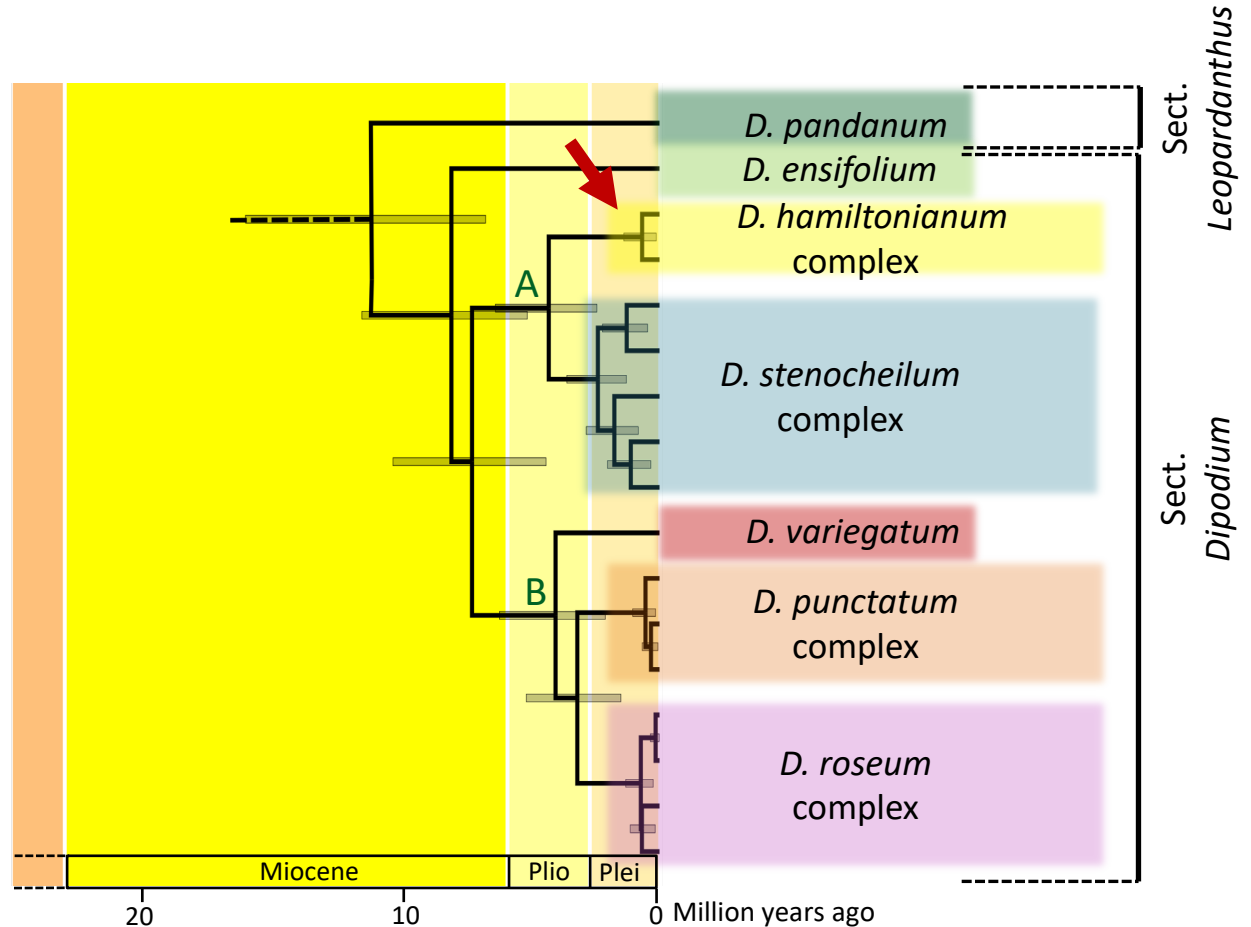 D. pandanum
D. ensifolium
D. hamiltonianum
complex
A
D. stenocheilum
complex
D. variegatum
B
D. punctatum
complex
D. roseum
complex
Sect.
Leopardanthus
Sect.
Dipodium
Miocene
Plio
Plei
20
10
0
Million years ago